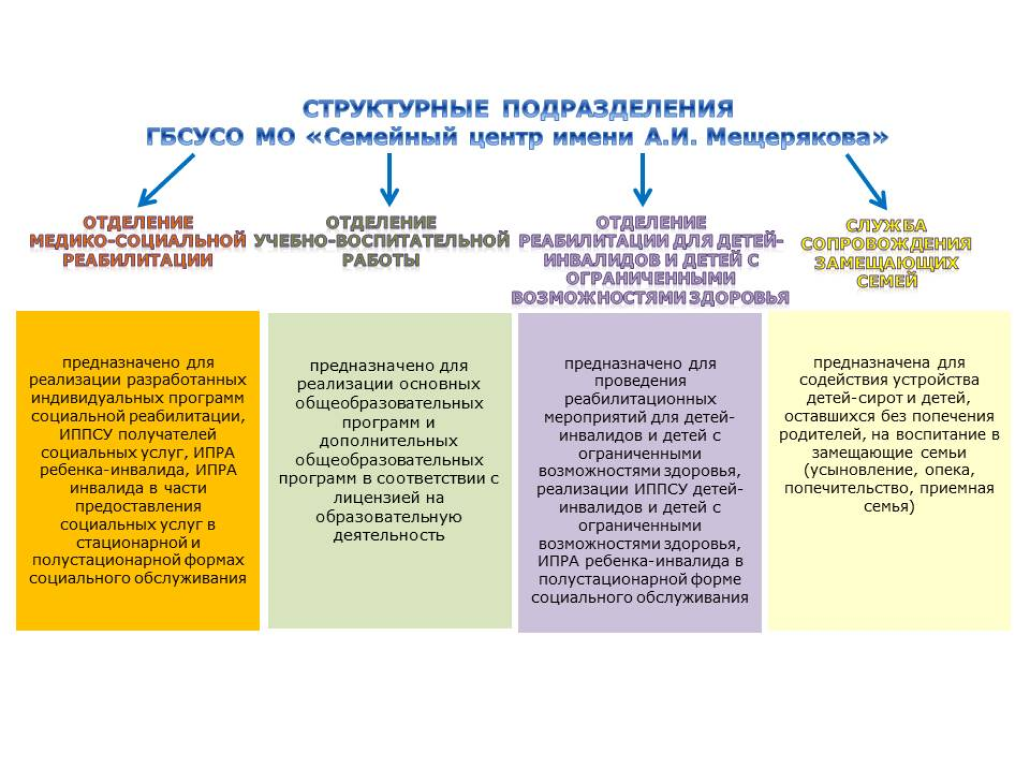 СТРУКТУРНЫЕ ПОДРАЗДЕЛЕНИЯ
ГБСУСО МО «Семейный центр имени А.И. Мещерякова»
ОТДЕЛЕНИЕ
МЕДИКО-СОЦИАЛЬНОЙ
РЕАБИЛИТАЦИИ
предназначено для
реализации разработанных
индивидуальных программ
социальной реабилитации,
ИППСУ получателей
социальных услуг, ИПРА
ребенка-инвалида, ИПРА
инвалида в части
предоставления
социальных услуг в
стационарной и
полустационарной формах
социального обслуживания
ОТДЕЛЕНИЕ
УЧЕБНО-ВОСПИТАТЕЛЬНОЙ
РАБОТЫ
предназначено для
реализации основных
общеобразовательных
программ и
дополнительных
общеобразовательных
программ в соответствии с
лицензией на
образовательную
деятельность
ОТДЕЛЕНИЕ
РЕАБИЛИТАЦИИ ДЛЯ ДЕТЕЙ-
ИНВАЛИДОВ И ДЕТЕЙ С
ОГРАНИЧЕННЫМИ
ВОЗМОЖНОСТЯМИ ЗДОРОВЬЯ
предназначено для
проведения
реабилитационных
мероприятий для детей-
инвалидов и детей с
ограниченными
возможностями здоровья,
реализации ИППСУ детей-
инвалидов и детей с
ограниченными
возможностями здоровья,
ИПРА ребенка-инвалида в
полустационарной форме
социального обслуживания
СЛУЖБА
СОПРОВОЖДЕНИЯ
ЗАМЕЩАЮЩИХ
СЕМЕЙ
предназначена для
содействия устройства
детей-сирот и детей,
оставшихся без попечения
родителей, на воспитание в
замещающие семьи
(усыновление, опека,
попечительство, приемная
семья)